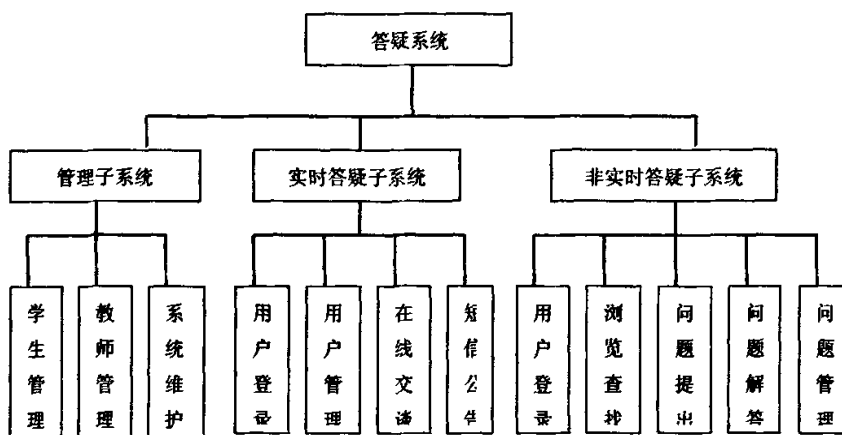 答疑系统
管理子系统
实时答疑子系统
非实时答疑子系统
学生管理
教师管理
系统维护
用户登录
用户管理
在线交谈
短信公告
用户登录
浏览查找
问题提出
问题解答
问题管理